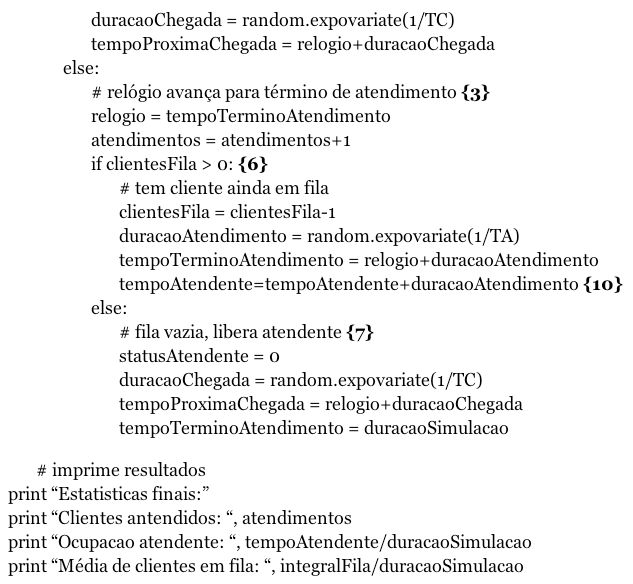 duracaoChegada = random.expovariate(1/TC)
tempoProximaChegada = relogio+duracaoChegada
else:
# relógio avança para término de atendimento {3}
relogio = tempoTerminoAtendimento
atendimentos = atendimentos+1
if clientesFila > 0: {6}
# tem cliente ainda em fila
clientesFila = clientesFila-1
duracaoAtendimento = random.expovariate(1/TA)
tempoTerminoAtendimento = relogio+duracaoAtendimento
tempoAtendente=tempoAtendente+duracaoAtendimento {10}
else:
# fila vazia, libera atendente {7}
statusAtendente = 0
duracaoChegada = random.expovariate(1/TC)
tempoProximaChegada = relogio+duracaoChegada
tempoTerminoAtendimento = duracaoSimulacao
# imprime resultados
print “Estatisticas finais:”
print “Clientes antendidos: “, atendimentos
print “Ocupacao atendente: “, tempoAtendente/duracaoSimulacao
print “Média de clientes em fila: “, integralFila/duracaoSimulacao